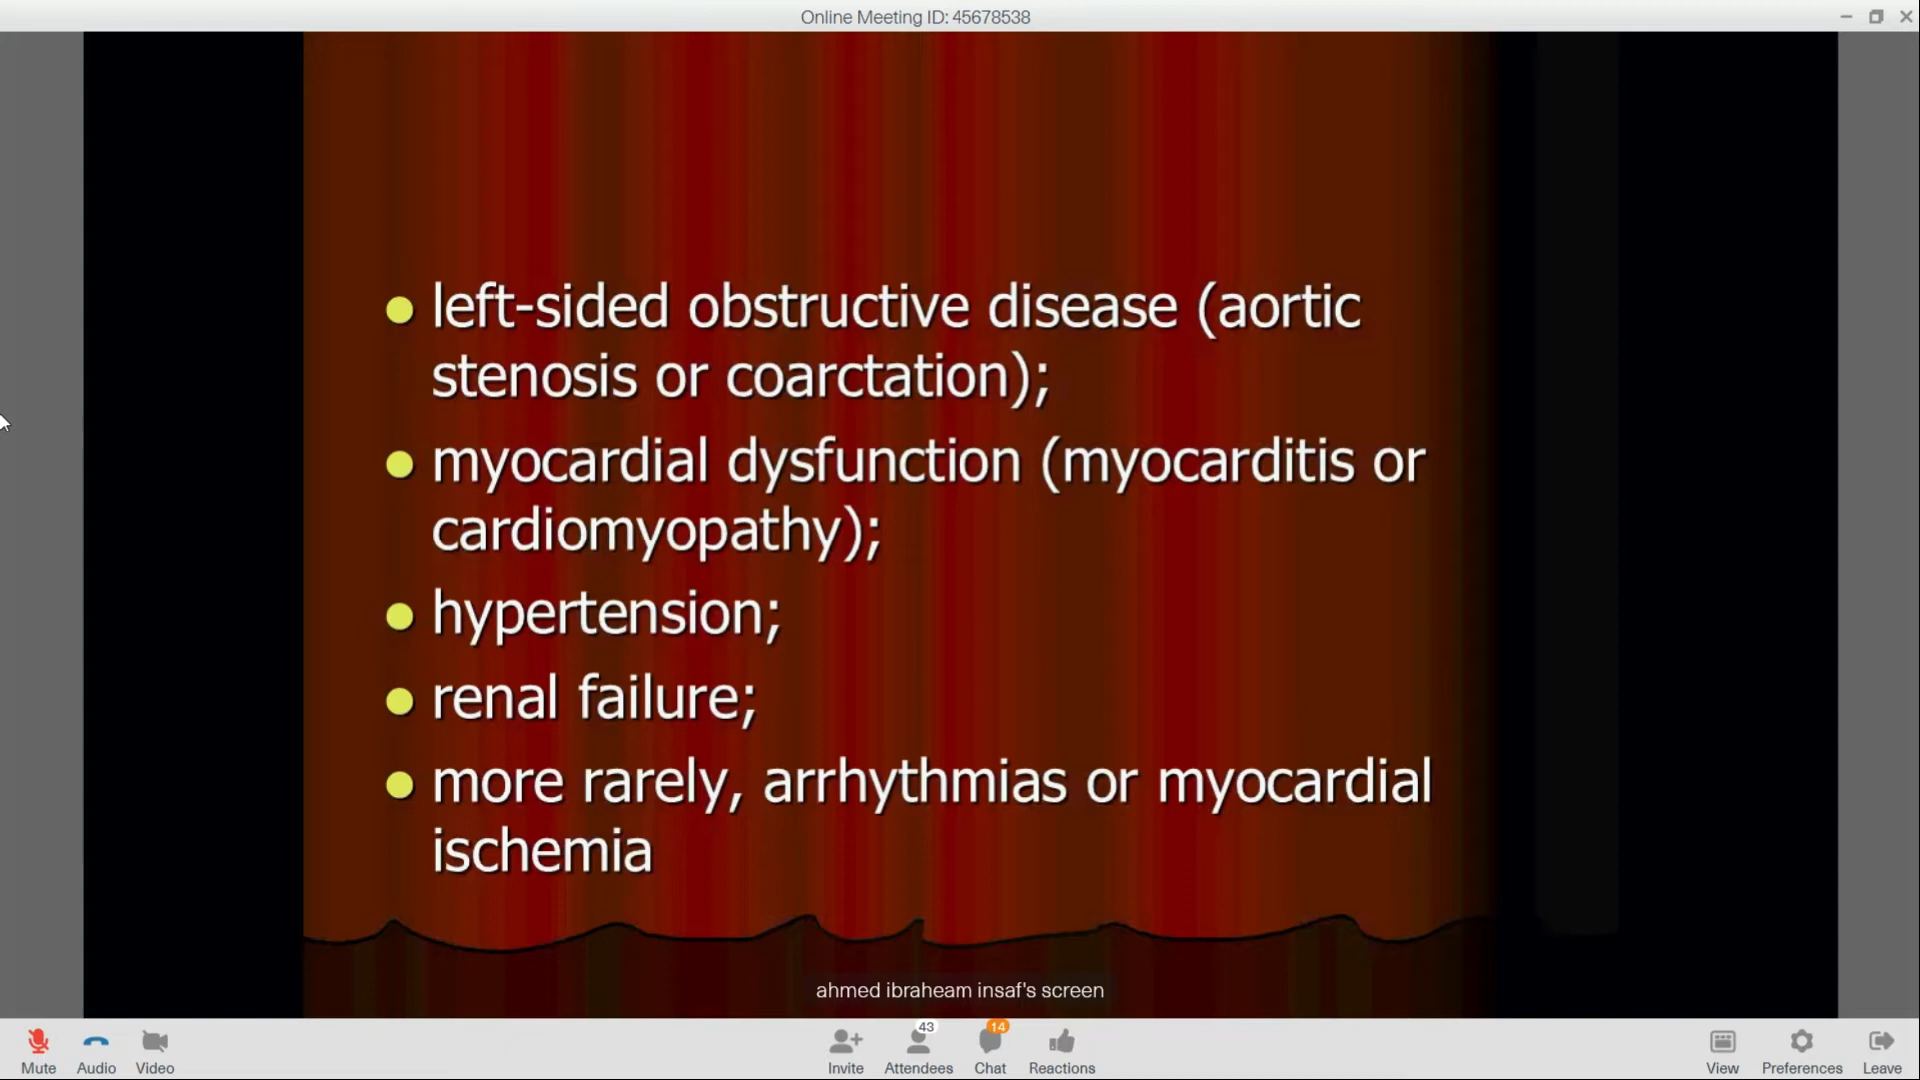 Online Meeting ID: 45678538
left-sided obstructive disease (aortic
stenosis or coarctation);
myocardial dysfunction (myocarditis or
cardiomyopathy);
hypertension;
renal failure;
more rarely, arrhythmias or myocardial
ischemia
ahmed ibraheam insaf's screen
43
14
Mute Audio Video Invite Attendees Chat Reactions View Preferences Leave